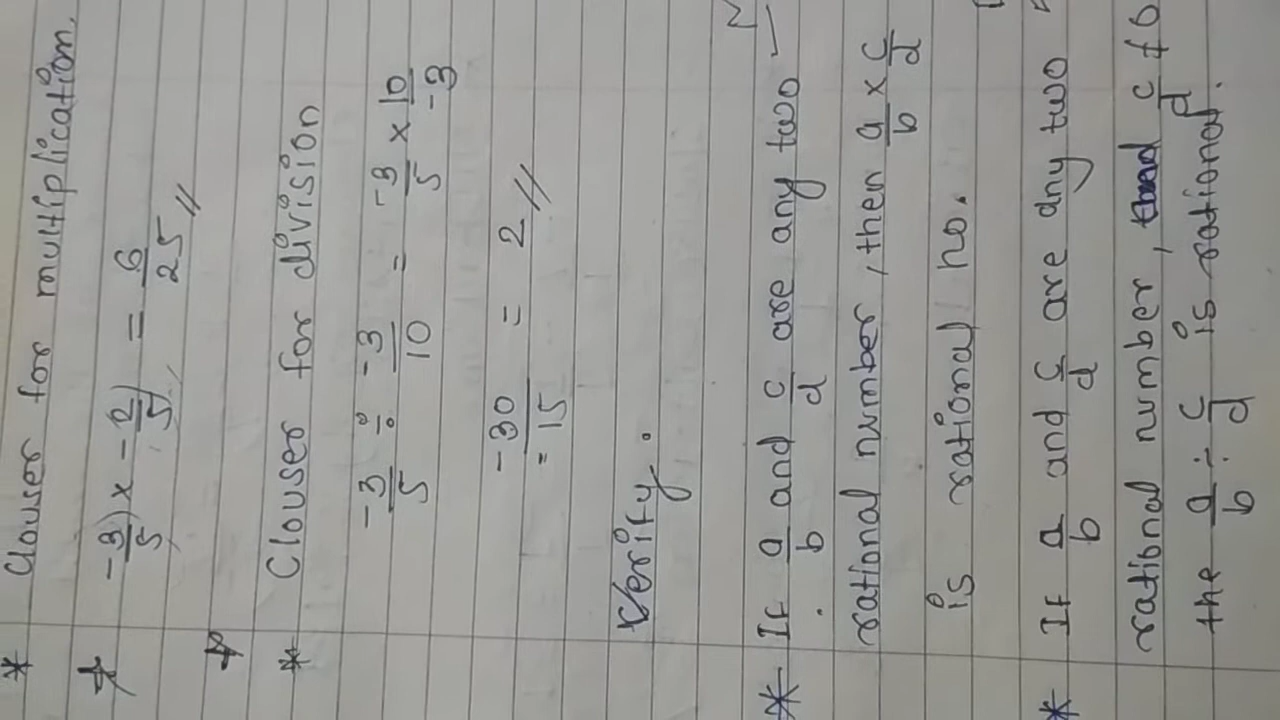 * Clouser for multiplication.
-3/5) x -2/5) = 6/25 //
* Clouser for division
-3/5 ÷ -3/10 = -3/5 x 10/-3
= -30/15 = 2 //
Verify.
* If a/b and c/d are any two
rational number, then a/b x c/d
is rational no.
* If a/b and c/d are any two
rational number, and c/d ≠ 0
the a/b ÷ c/d is rational.